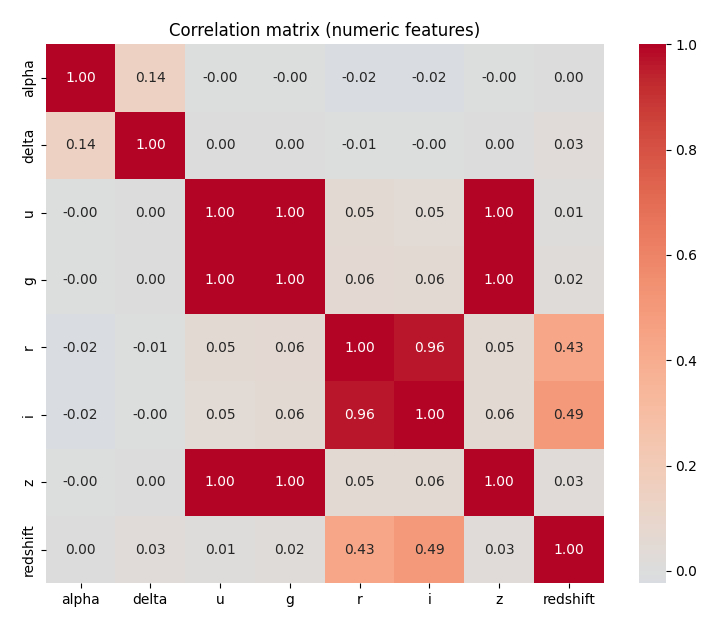 Correlation matrix (numeric features)
alpha 1.00 0.14 -0.00 -0.00 -0.02 -0.02 -0.00 0.00
delta 0.14 1.00 0.00 0.00 -0.01 -0.00 0.00 0.03
u -0.00 0.00 1.00 1.00 0.05 0.05 1.00 0.01
g -0.00 0.00 1.00 1.00 0.06 0.06 1.00 0.02
r -0.02 -0.01 0.05 0.06 1.00 0.96 0.05 0.43
i -0.02 -0.00 0.05 0.06 0.96 1.00 0.06 0.49
z -0.00 0.00 1.00 1.00 0.05 0.06 1.00 0.03
redshift 0.00 0.03 0.01 0.02 0.43 0.49 0.03 1.00
alpha delta u g r i z redshift
1.0
0.8
0.6
0.4
0.2
0.0